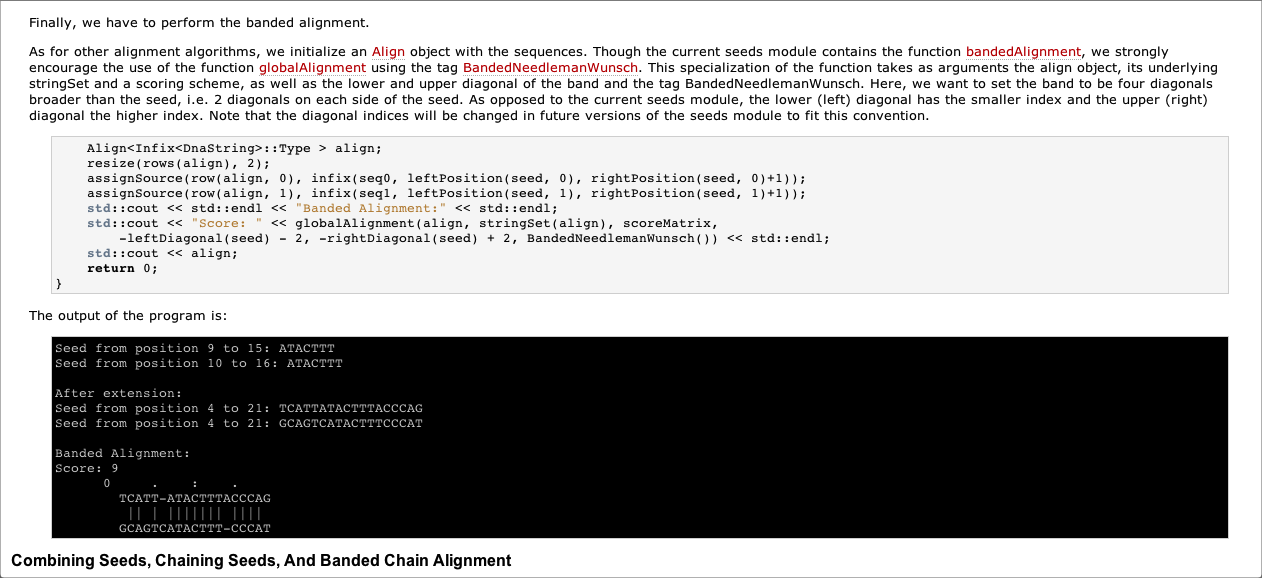 Finally, we have to perform the banded alignment.
As for other alignment algorithms, we initialize an Align object with the sequences. Though the current seeds module contains the function bandedAlignment, we strongly
encourage the use of the function globalAlignment using the tag BandedNeedlemanWunsch. This specialization of the function takes as arguments the align object, its underlying
stringSet and a scoring scheme, as well as the lower and upper diagonal of the band and the tag BandedNeedlemanWunsch. Here, we want to set the band to be four diagonals
broader than the seed, i.e. 2 diagonals on each side of the seed. As opposed to the current seeds module, the lower (left) diagonal has the smaller index and the upper (right)
diagonal the higher index. Note that the diagonal indices will be changed in future versions of the seeds module to fit this convention.
    Align<Infix<DnaString>::Type > align;
    resize(rows(align), 2);
    assignSource(row(align, 0), infix(seq0, leftPosition(seed, 0), rightPosition(seed, 0)+1));
    assignSource(row(align, 1), infix(seq1, leftPosition(seed, 1), rightPosition(seed, 1)+1));
    std::cout << std::endl << "Banded Alignment:" << std::endl;
    std::cout << "Score: " << globalAlignment(align, stringSet(align), scoreMatrix,
        -leftDiagonal(seed) - 2, -rightDiagonal(seed) + 2, BandedNeedlemanWunsch()) << std::endl;
    std::cout << align;
    return 0;
}
The output of the program is:
Seed from position 9 to 15: ATACTTT
Seed from position 10 to 16: ATACTTT
After extension:
Seed from position 4 to 21: TCATTATACTTTACCCAG
Seed from position 4 to 21: GCAGTCATACTTTCCCAT
Banded Alignment:
Score: 9
      0     .    :    .
        TCATT-ATACTTTACCCAG
         || | ||||||| ||||
        GCAGTCATACTTT-CCCAT
Combining Seeds, Chaining Seeds, And Banded Chain Alignment